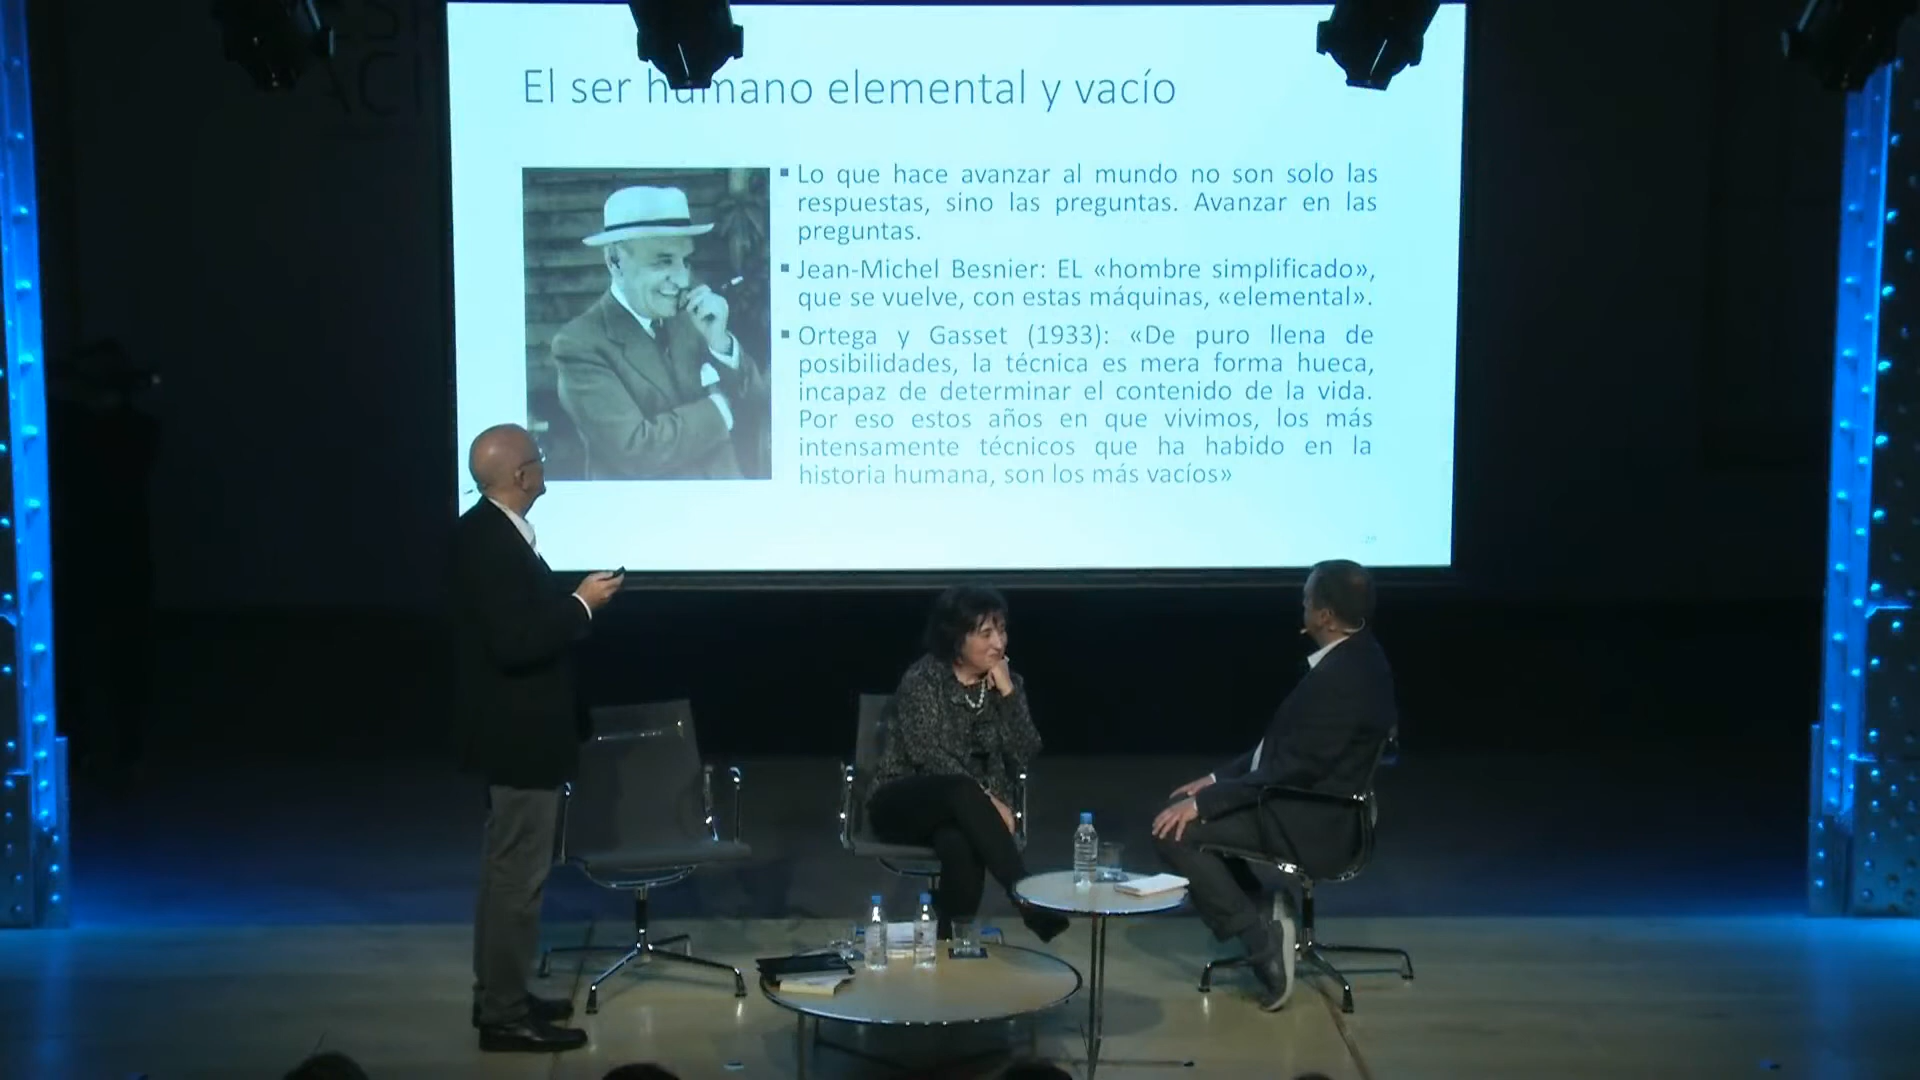 El ser humano elemental y vacío
Lo que hace avanzar al mundo no son solo las
respuestas, sino las preguntas. Avanzar en las
preguntas.
Jean-Michel Besnier: EL «hombre simplificado»,
que se vuelve, con estas máquinas, «elemental».
Ortega y Gasset (1933): «De puro llena de
posibilidades, la técnica es mera forma hueca,
incapaz de determinar el contenido de la vida.
Por eso estos años en que vivimos, los más
intensamente técnicos que ha habido en la
historia humana, son los más vacíos»